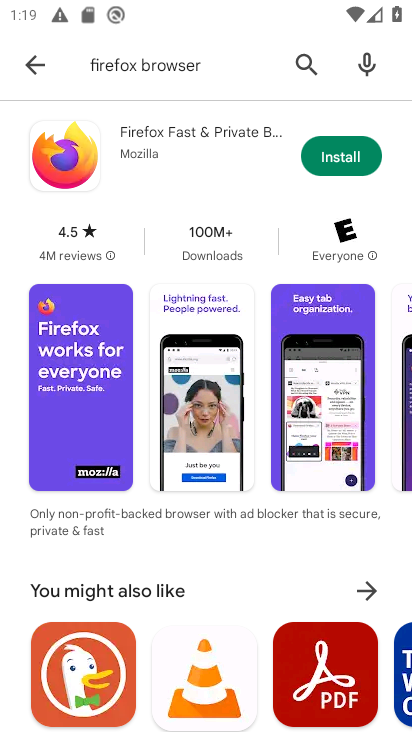 1:19
firefox browser
Firefox Fast & Private B...
Mozilla
Install
4.5 ★
4M reviews
100M+
Downloads
E
Everyone
Firefox
works for
everyone
Fast. Private. Safe.
moz://a
Lightning fast.
People powered.
mozilla
Just be you
Easy tab
organization.
Only non-profit-backed browser with ad blocker that is secure,
private & fast
You might also like
PDF